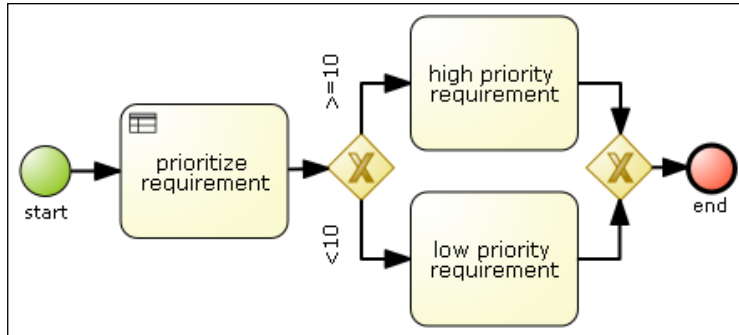 start
prioritize
requirement
>=10
<10
high priority
requirement
low priority
requirement
end